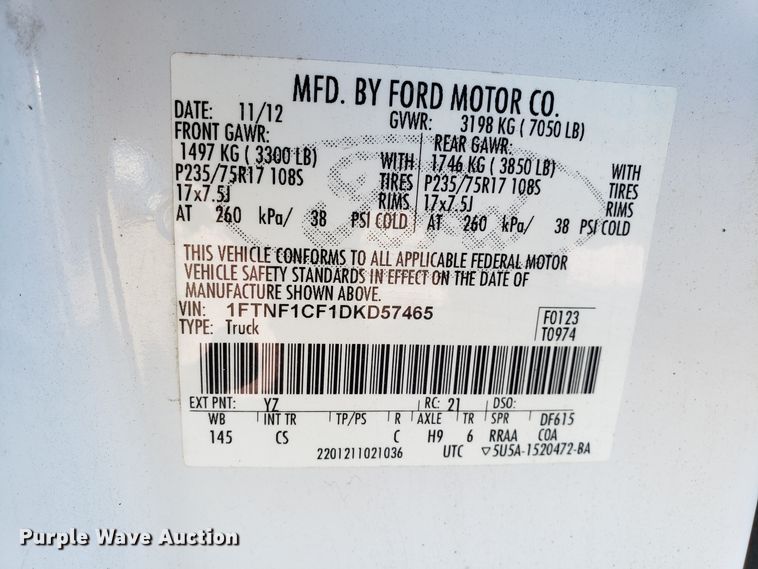 MFD. BY FORD MOTOR CO.
DATE: 11/12 GVWR: 3198 KG ( 7050 LB)
FRONT GAWR: REAR GAWR:
1497 KG ( 3300 LB) WITH 1746 KG ( 3850 LB) WITH
P235/75R17 108S TIRES P235/75R17 108S TIRES
17x7.5J RIMS 17x7.5J RIMS
AT 260 kPa/ 38 PSI COLD AT 260 kPa/ 38 PSI COLD
THIS VEHICLE CONFORMS TO ALL APPLICABLE FEDERAL MOTOR
VEHICLE SAFETY STANDARDS IN EFFECT ON THE DATE OF
MANUFACTURE SHOWN ABOVE.
VIN: 1FTNF1CF1DKD57465 F0123
TYPE: Truck T0974
EXT PNT: YZ RC: 21 DSO:
WB INT TR TP/PS R AXLE TR SPR DF615
145 CS C H9 6 RRAA COA
2201211021036 UTC ▽5U5A-1520472-BA
Purple Wave Auction